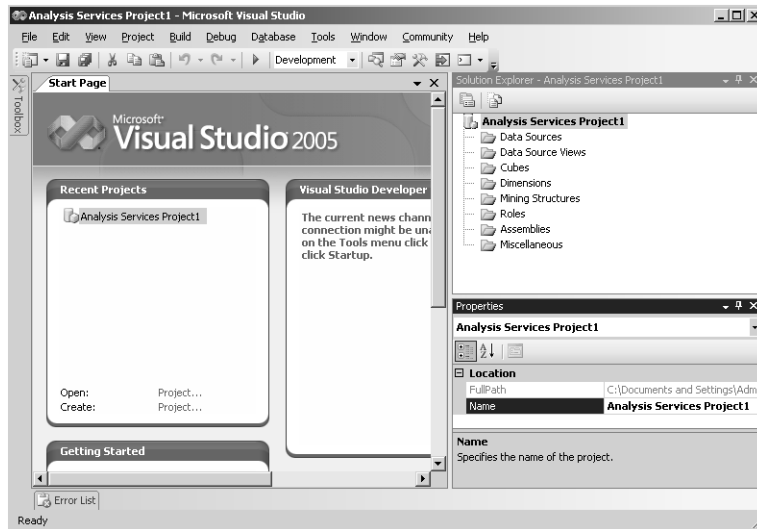 Analysis Services Project1 - Microsoft Visual Studio
File Edit View Project Build Debug Database Tools Window Community Help
Development
Toolbox
Start Page
Microsoft
Visual Studio 2005
Recent Projects
Analysis Services Project1
Open: Project...
Create: Project...
Getting Started
Visual Studio Developer
The current news chann
connection might be una
on the Tools menu click
click Startup.
Solution Explorer - Analysis Services Project1
Analysis Services Project1
Data Sources
Data Source Views
Cubes
Dimensions
Mining Structures
Roles
Assemblies
Miscellaneous
Properties
Analysis Services Project1
Location
FullPath C:\Documents and Settings\Adm
Name Analysis Services Project1
Name
Specifies the name of the project.
Error List
Ready